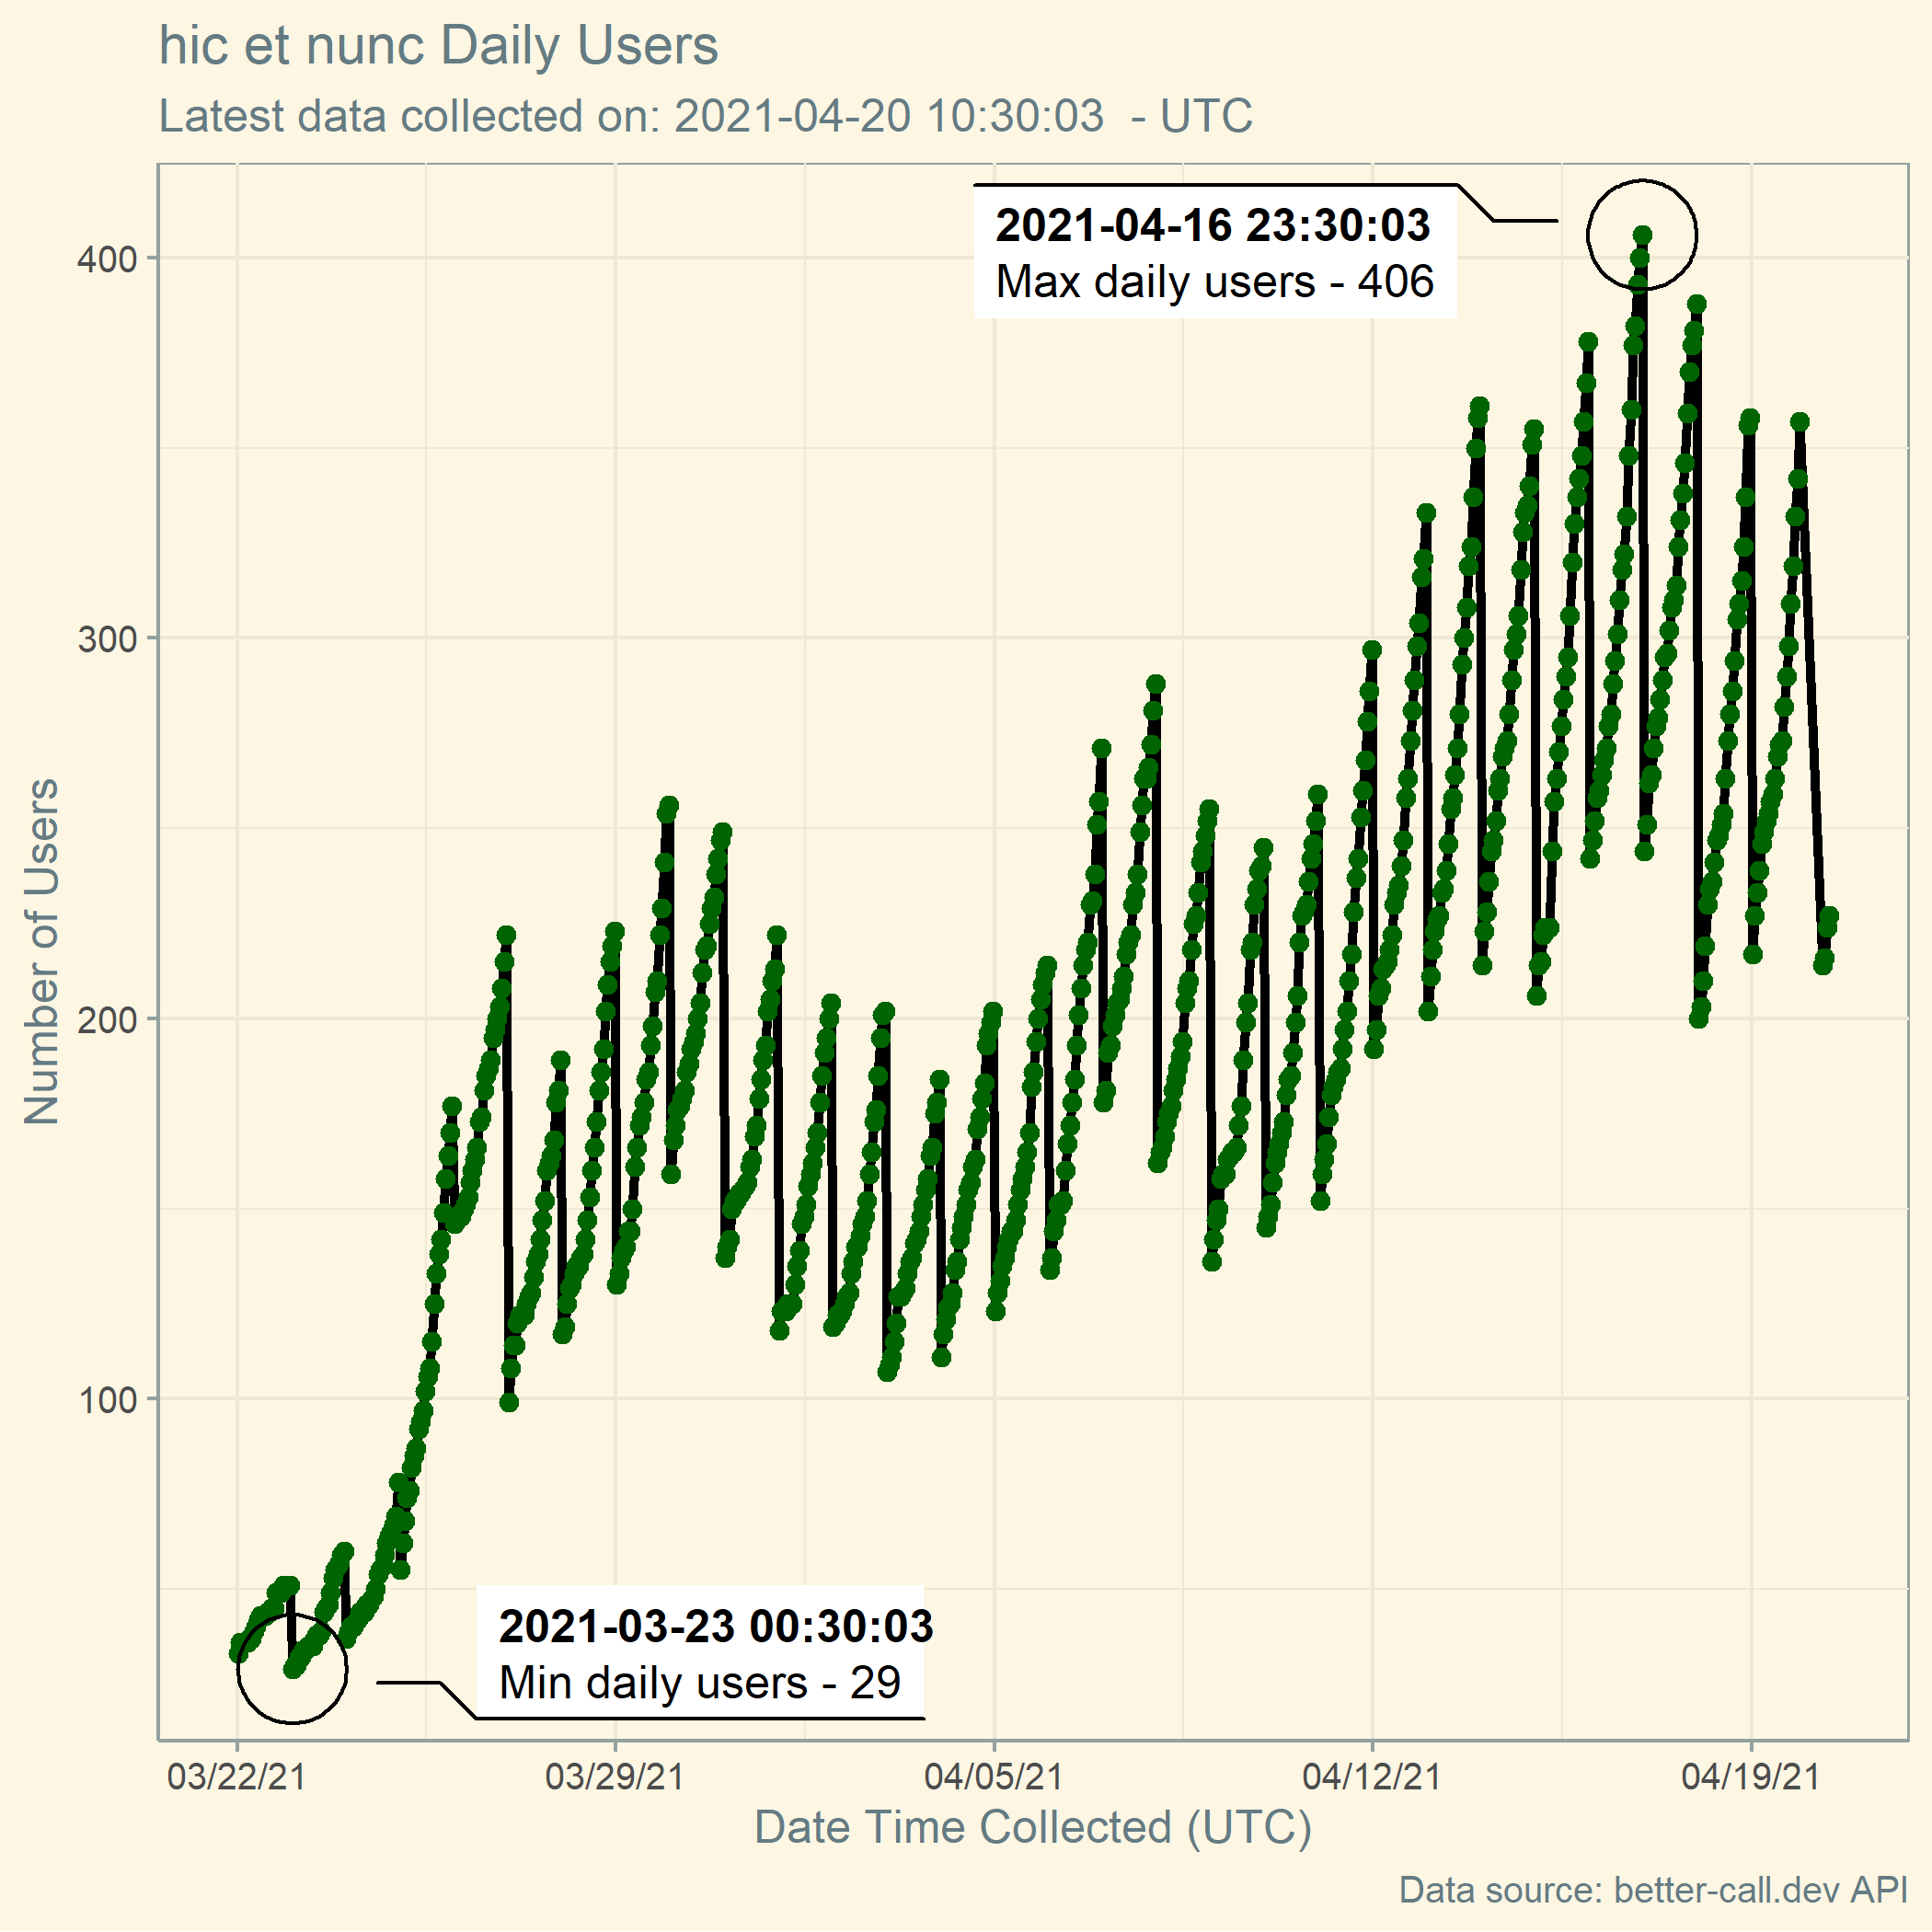 hic et nunc Daily Users
Latest data collected on: 2021-04-20 10:30:03  - UTC
2021-04-16 23:30:03
Max daily users - 406
400
300
200
100
Number of Users
2021-03-23 00:30:03
Min daily users - 29
03/22/21 03/29/21 04/05/21 04/12/21 04/19/21
Date Time Collected (UTC)
Data source: better-call.dev API